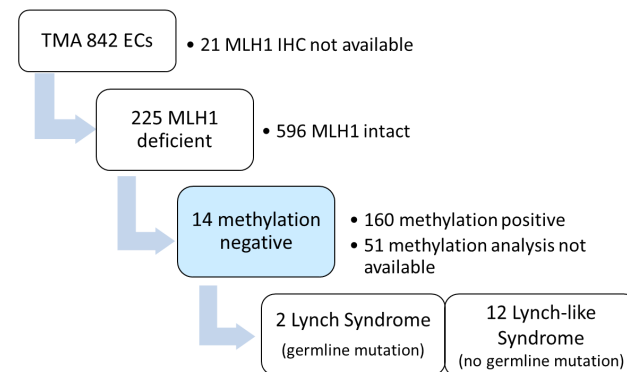 TMA 842 ECs
• 21 MLH1 IHC not available
225 MLH1
deficient
• 596 MLH1 intact
14 methylation
negative
• 160 methylation positive
• 51 methylation analysis not
available
2 Lynch Syndrome
(germline mutation)
12 Lynch-like
Syndrome
(no germline mutation)